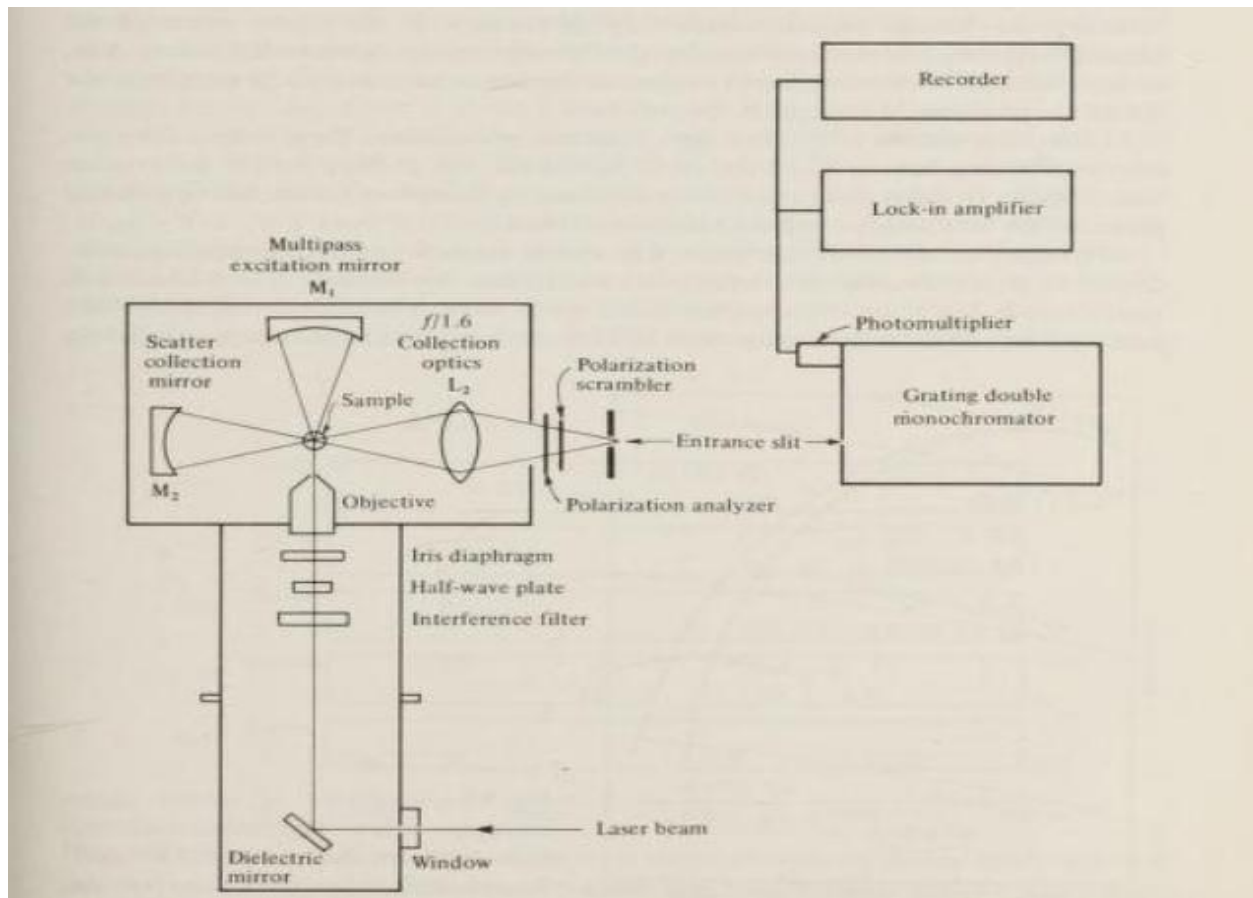 Recorder
Lock-in amplifier
Multipass
excitation mirror
M₁
Photomultiplier
f/1.6
Collection
optics
L₂
Scatter
collection
mirror
Polarization
scrambler
Sample
Grating double
monochromator
Entrance slit
M₂
Objective
Polarization analyzer
Iris diaphragm
Half-wave plate
Interference filter
Laser beam
Dielectric
mirror
Window